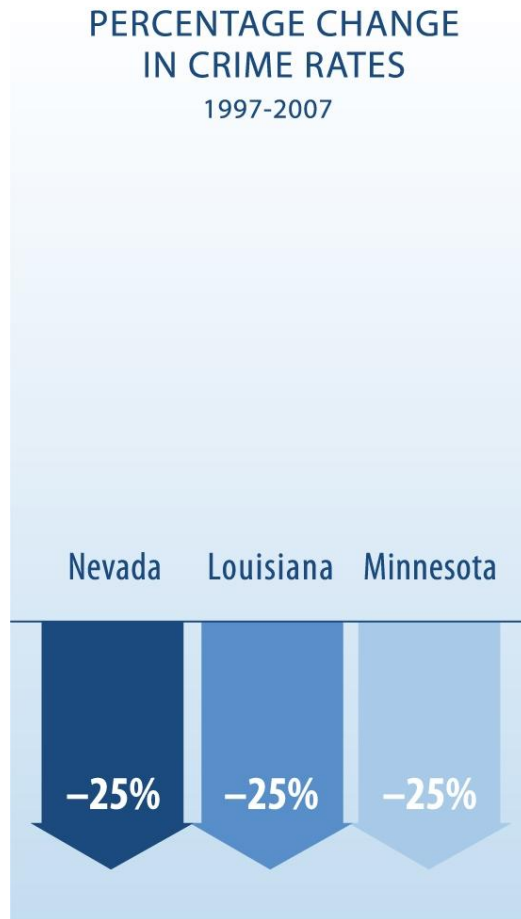 PERCENTAGE CHANGE
IN CRIME RATES
1997-2007
Nevada Louisiana Minnesota
–25% –25% –25%